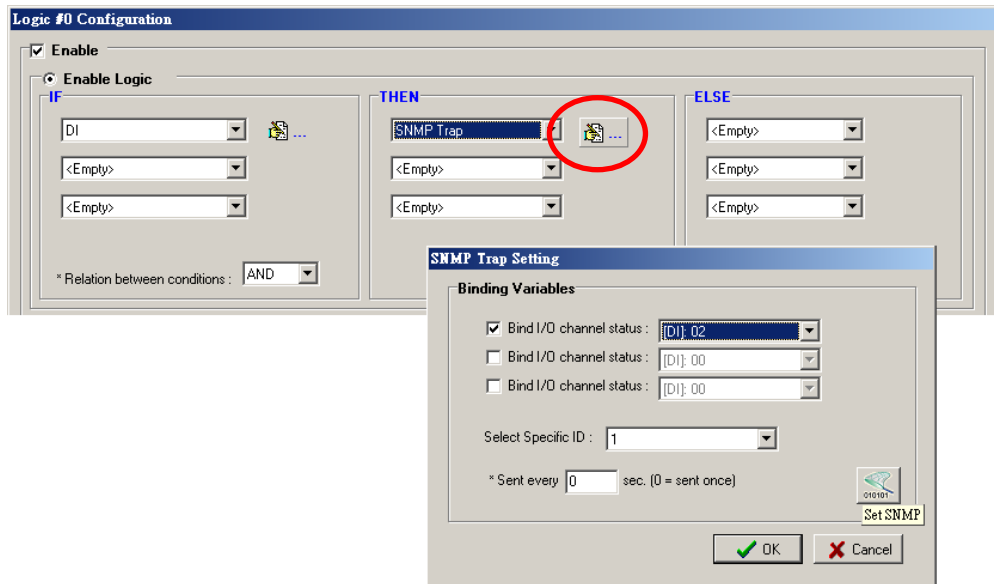 Logic #0 Configuration
Enable
Enable Logic
IF
THEN
ELSE
DI
...
SNMP Trap
...
<Empty>
<Empty>
<Empty>
<Empty>
<Empty>
<Empty>
<Empty>
* Relation between conditions : AND
SNMP Trap Setting
Binding Variables
Bind I/O channel status : [DI]: 02
Bind I/O channel status : [DI]: 00
Bind I/O channel status : [DI]: 00
Select Specific ID : 1
* Sent every 0 sec. (0 = sent once)
010101
Set SNMP
OK
Cancel